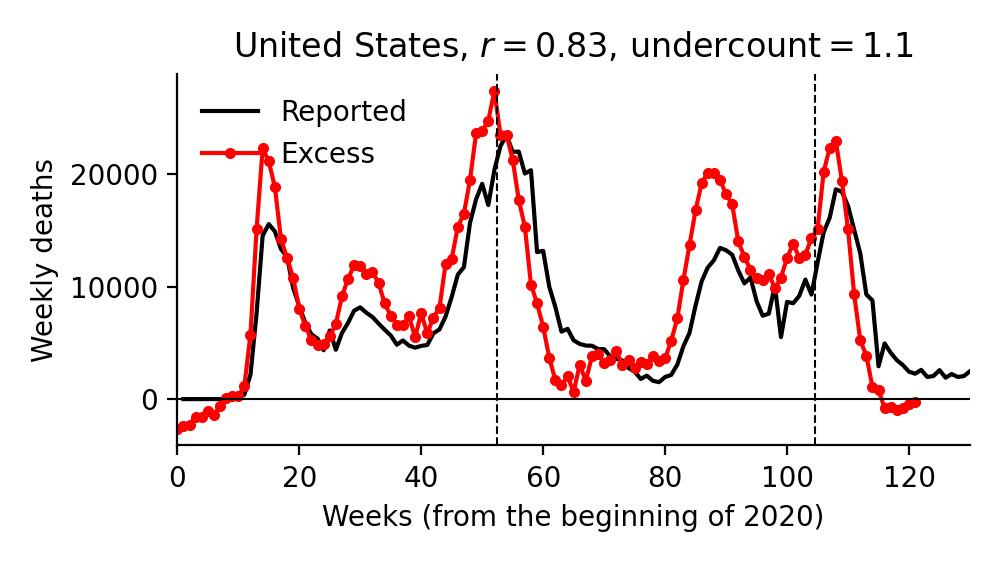 United States, r = 0.83, undercount = 1.1
Reported
Excess
Weekly deaths
20000
10000
0
0 20 40 60 80 100 120
Weeks (from the beginning of 2020)